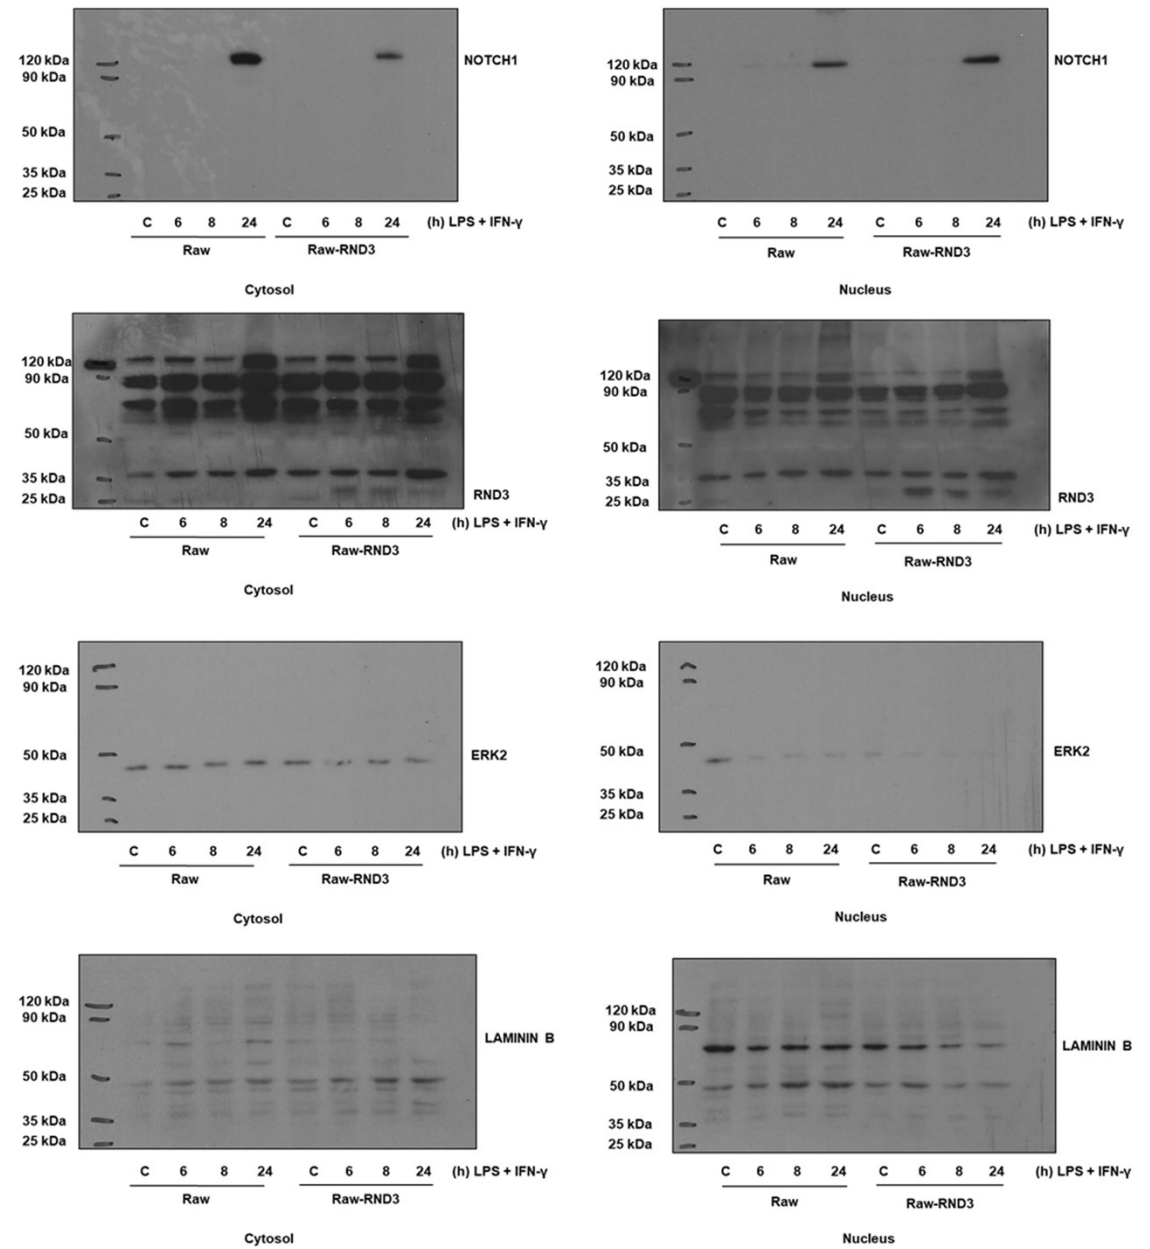 120 kDa
90 kDa
50 kDa
35 kDa
25 kDa
NOTCH1
C 6 8 24 C 6 8 24 (h) LPS + IFN-γ
Raw Raw-RND3
Cytosol
120 kDa
90 kDa
50 kDa
35 kDa
25 kDa
NOTCH1
C 6 8 24 C 6 8 24 (h) LPS + IFN-γ
Raw Raw-RND3
Nucleus
120 kDa
90 kDa
50 kDa
35 kDa
25 kDa
RND3
C 6 8 24 C 6 8 24 (h) LPS + IFN-γ
Raw Raw-RND3
Cytosol
120 kDa
90 kDa
50 kDa
35 kDa
25 kDa
RND3
C 6 8 24 C 6 8 24 (h) LPS + IFN-γ
Raw Raw-RND3
Nucleus
120 kDa
90 kDa
50 kDa
35 kDa
25 kDa
ERK2
C 6 8 24 C 6 8 24 (h) LPS + IFN-γ
Raw Raw-RND3
Cytosol
120 kDa
90 kDa
50 kDa
35 kDa
25 kDa
ERK2
C 6 8 24 C 6 8 24 (h) LPS + IFN-γ
Raw Raw-RND3
Nucleus
120 kDa
90 kDa
50 kDa
35 kDa
25 kDa
LAMININ B
C 6 8 24 C 6 8 24 (h) LPS + IFN-γ
Raw Raw-RND3
Cytosol
120 kDa
90 kDa
50 kDa
35 kDa
25 kDa
LAMININ B
C 6 8 24 C 6 8 24 (h) LPS + IFN-γ
Raw Raw-RND3
Nucleus